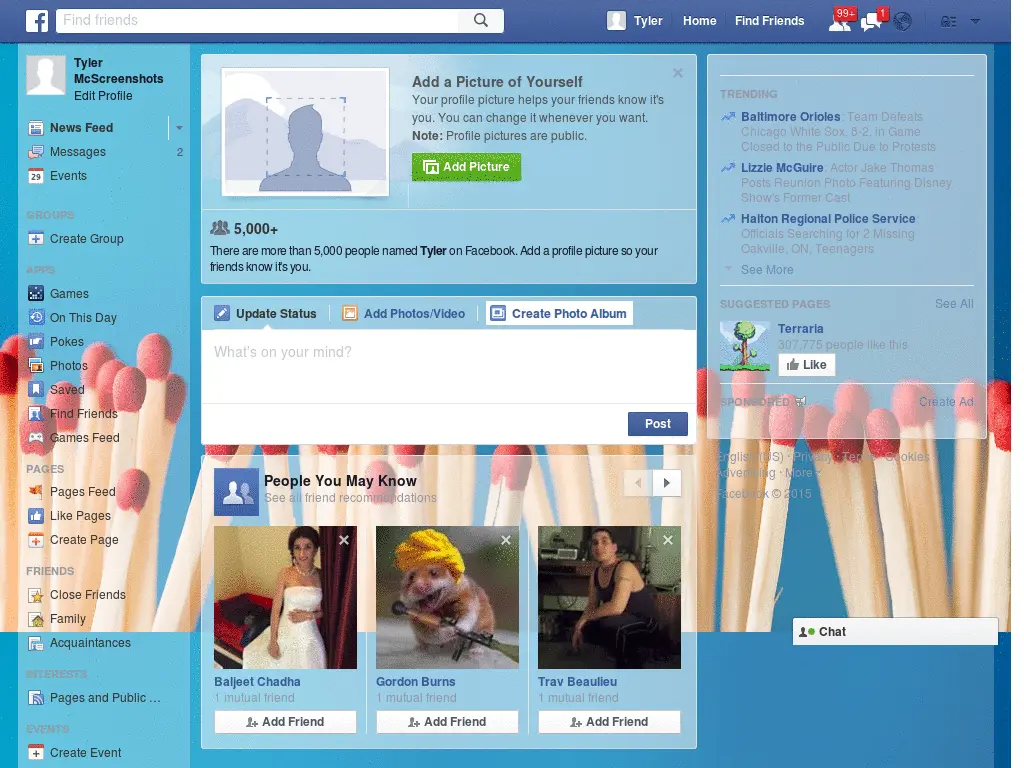 Find friends
Tyler
Home
Find Friends
99+
1
Tyler
McScreenshots
Edit Profile
News Feed
Messages 2
29 Events
GROUPS
Create Group
APPS
Games
On This Day
Pokes
Photos
Saved
Find Friends
Games Feed
PAGES
Pages Feed
Like Pages
Create Page
FRIENDS
Close Friends
Family
Acquaintances
INTERESTS
Pages and Public ...
EVENTS
Create Event
Add a Picture of Yourself
Your profile picture helps your friends know it's
you. You can change it whenever you want.
Note: Profile pictures are public.
Add Picture
5,000+
There are more than 5,000 people named Tyler on Facebook. Add a profile picture so your
friends know it's you.
Update Status
Add Photos/Video
Create Photo Album
What's on your mind?
Post
People You May Know
See all friend recommendations
Baljeet Chadha
1 mutual friend
Add Friend
Gordon Burns
1 mutual friend
Add Friend
Trav Beaulieu
1 mutual friend
Add Friend
TRENDING
Baltimore Orioles: Team Defeats
Chicago White Sox, 8-2, in Game
Closed to the Public Due to Protests
Lizzie McGuire: Actor Jake Thomas
Posts Reunion Photo Featuring Disney
Show's Former Cast
Halton Regional Police Service:
Officials Searching for 2 Missing
Oakville, ON, Teenagers
See More
SUGGESTED PAGES See All
Terraria
307,775 people like this
Like
SPONSORED Create Ad
English (US) · Privacy · Terms · Cookies ·
Advertising · More
Facebook © 2015
Chat